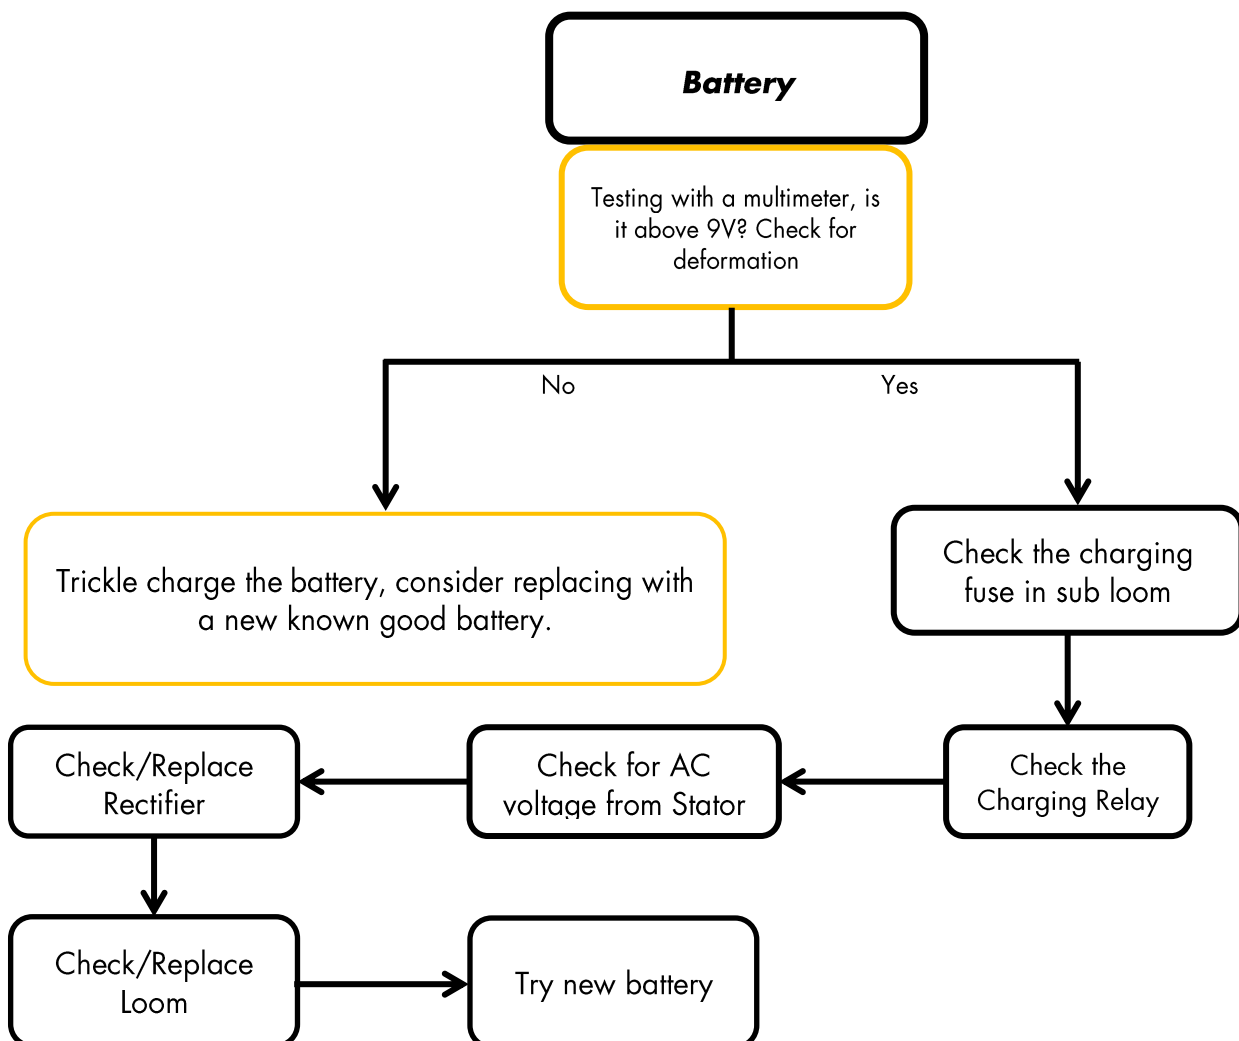 Battery
Testing with a multimeter, is
it above 9V? Check for
deformation
No
Yes
Trickle charge the battery, consider replacing with
a new known good battery.
Check the charging
fuse in sub loom
Check the
Charging Relay
Check for AC
voltage from Stator
Check/Replace
Rectifier
Check/Replace
Loom
Try new battery